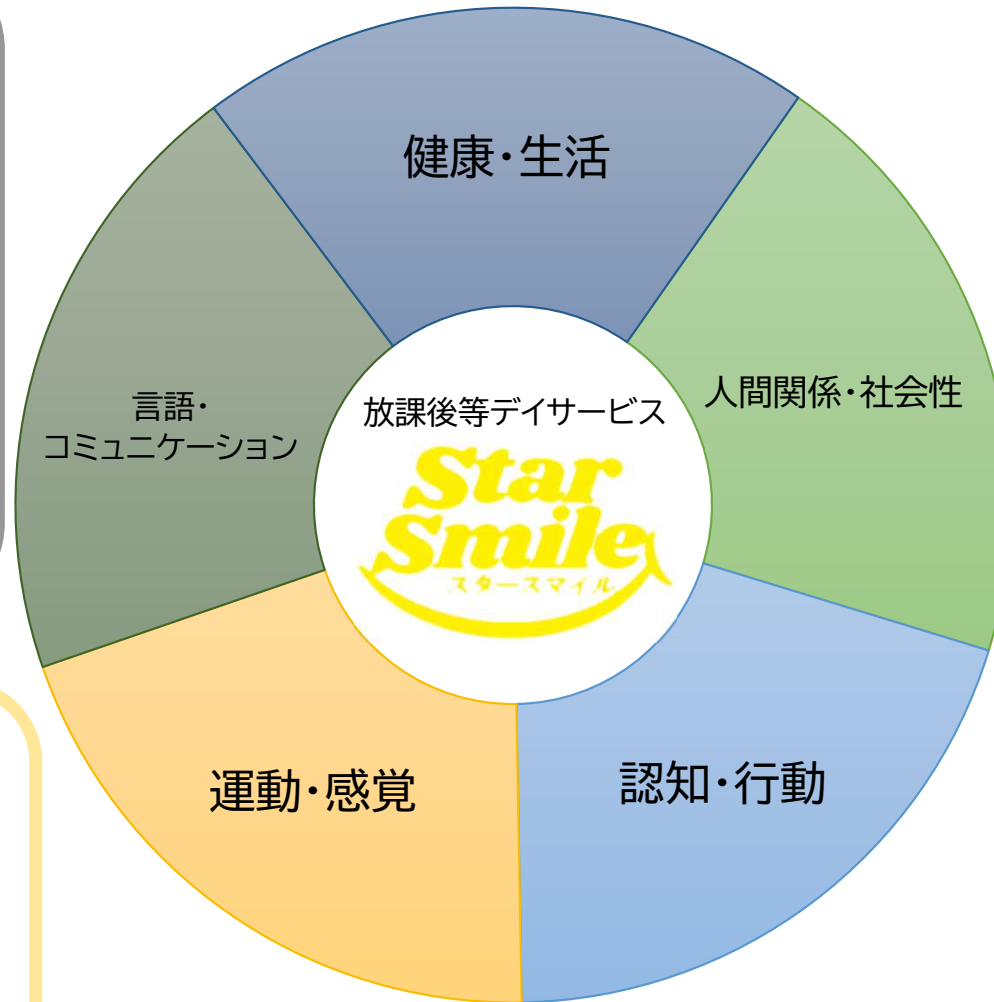 健康・生活
人間関係・社会性
言語・
コミュニケーション
放課後等デイサービス
Star
Smile
スタースマイル
運動・感覚
認知・行動